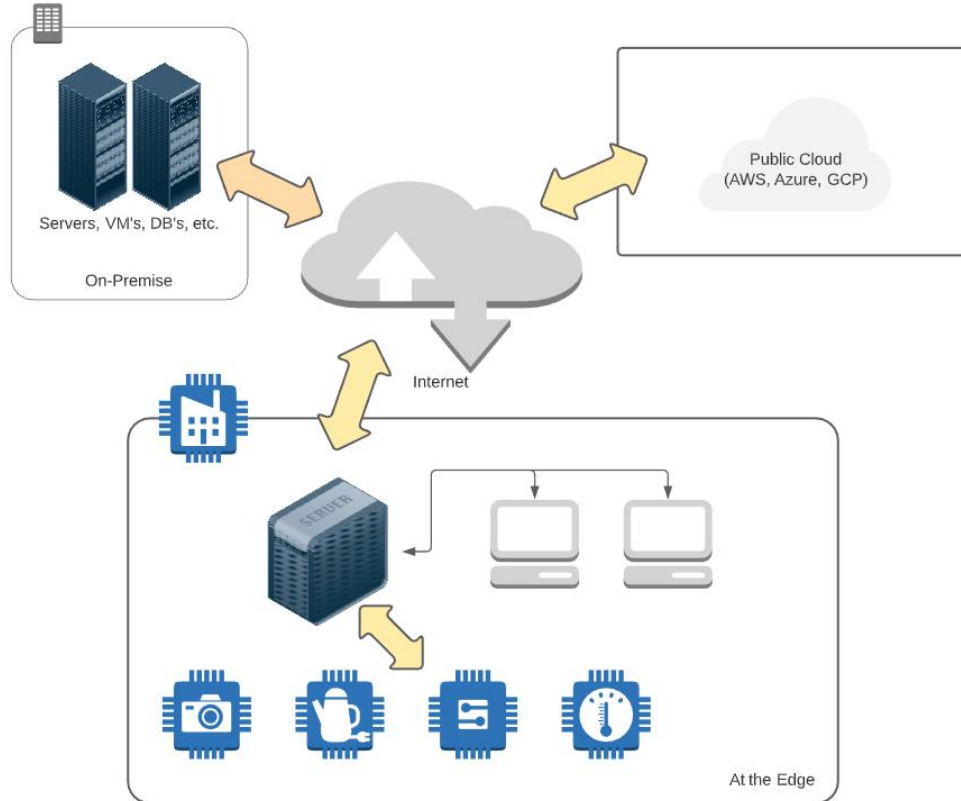 Servers, VM's, DB's, etc.
On-Premise
Public Cloud
(AWS, Azure, GCP)
Internet
SERVER
At the Edge